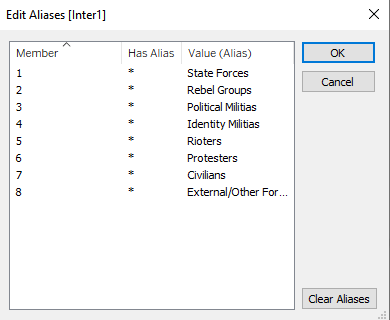 Edit Aliases [Inter1]
Member Has Alias Value (Alias)
1 * State Forces
2 * Rebel Groups
3 * Political Militias
4 * Identity Militias
5 * Rioters
6 * Protesters
7 * Civilians
8 * External/Other For...
OK
Cancel
Clear Aliases